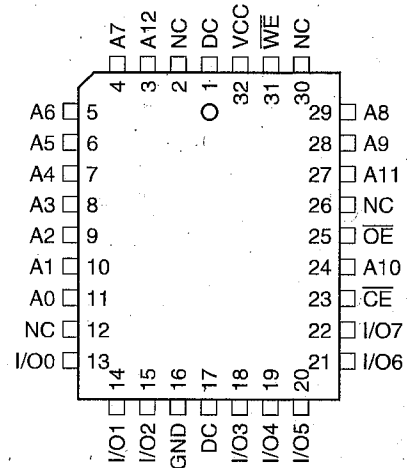 A7 A12 NC DC VCC WE NC
4 3 2 1 32 31 30
A6 5 29 A8
A5 6 28 A9
A4 7 27 A11
A3 8 26 NC
A2 9 25 OE
A1 10 24 A10
A0 11 23 CE
NC 12 22 I/O7
I/O0 13 21 I/O6
14 15 16 17 18 19 20
I/O1 I/O2 GND DC I/O3 I/O4 I/O5